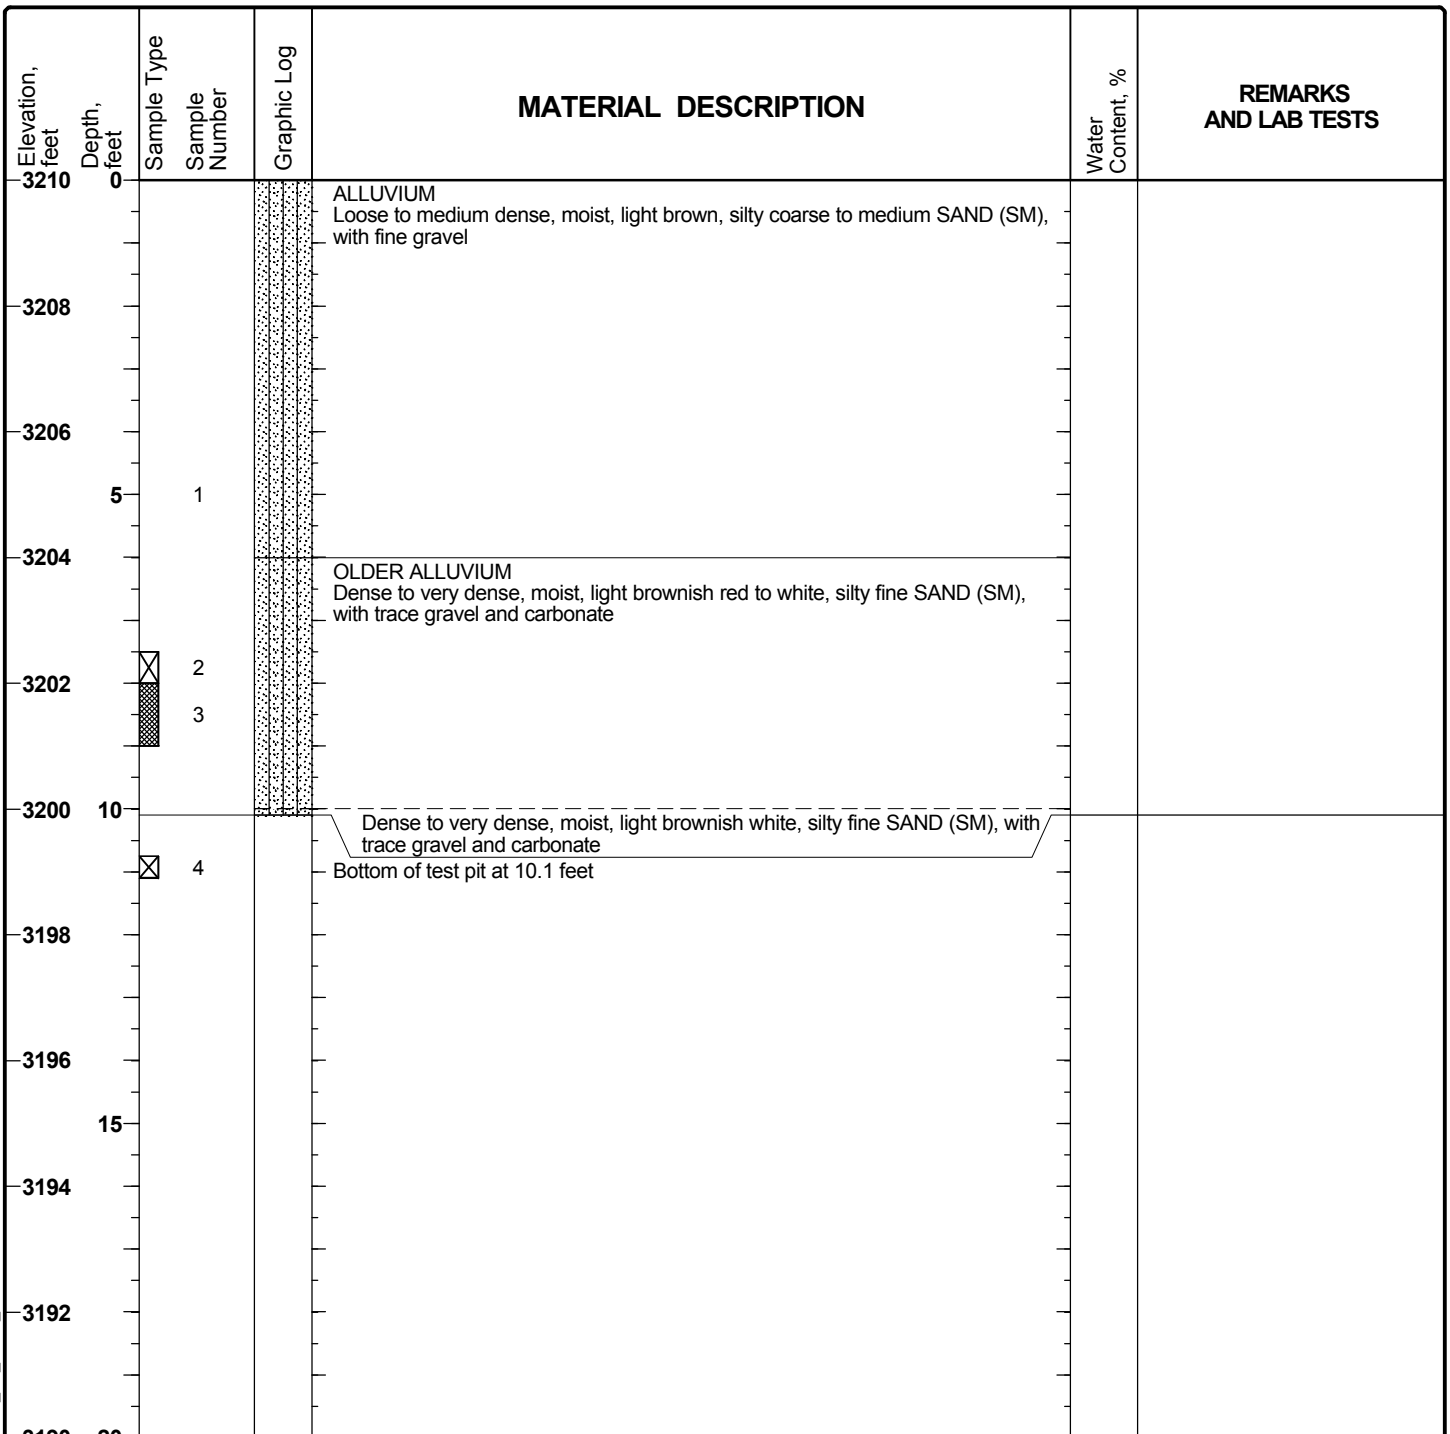 Elevation, feet
Depth, feet
Sample Type
Sample Number
Graphic Log
MATERIAL DESCRIPTION
Water Content, %
REMARKS
AND LAB TESTS
3210 0
ALLUVIUM
Loose to medium dense, moist, light brown, silty coarse to medium SAND (SM),
with fine gravel
3208
3206
5 1
3204
OLDER ALLUVIUM
Dense to very dense, moist, light brownish red to white, silty fine SAND (SM),
with trace gravel and carbonate
2
3202
3
3200 10
Dense to very dense, moist, light brownish white, silty fine SAND (SM), with
trace gravel and carbonate
4 Bottom of test pit at 10.1 feet
3198
3196
15
3194
3192